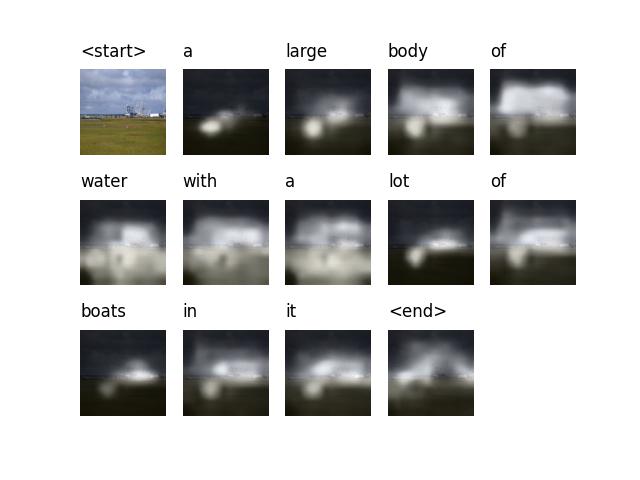 <start> a large body of
water with a lot of
boats in it <end>